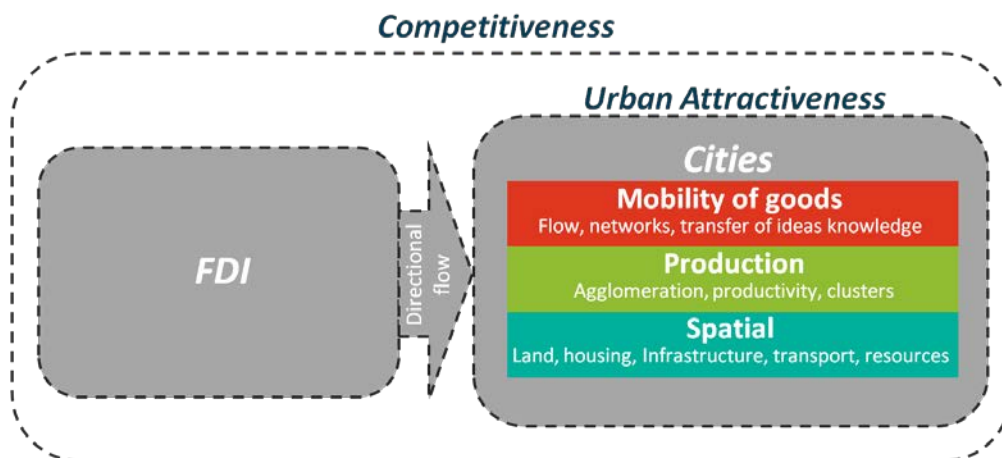 Competitiveness
Urban Attractiveness
Cities
Mobility of goods
Flow, networks, transfer of ideas knowledge
Production
Agglomeration, productivity, clusters
Spatial
Land, housing, Infrastructure, transport, resources
FDI
Directional
flow